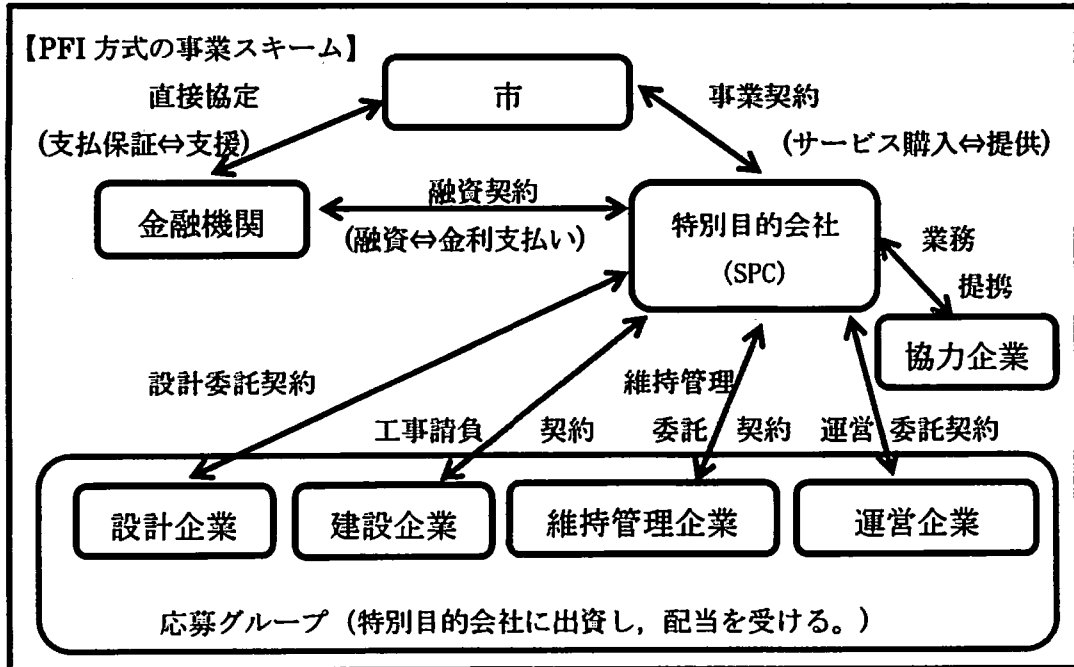 【PFI 方式の事業スキーム】
市
直接協定
(支払保証⇔支援)
事業契約
(サービス購入⇔提供)
金融機関
融資契約
(融資⇔金利支払い)
特別目的会社
(SPC)
業務
提携
協力企業
設計委託契約
工事請負 契約
維持管理
委託 契約
運営 委託契約
設計企業
建設企業
維持管理企業
運営企業
応募グループ（特別目的会社に出資し，配当を受ける。）